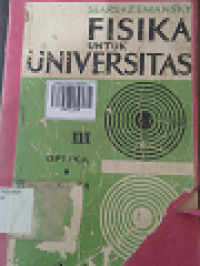 SEARS • ZEMANSKY
FISIKA
UNTUK
UNIVERSITAS
III
OPTIKA